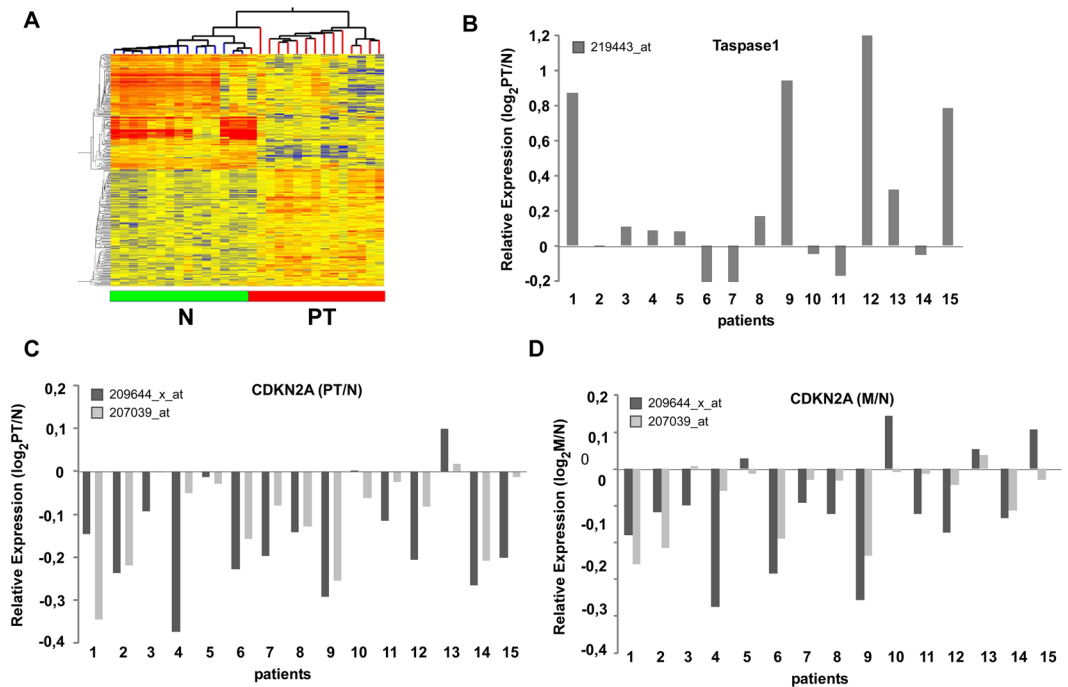 A
N PT
B
219443_at
Taspase1
Relative Expression (log2PT/N)
1,2
1
0,8
0,6
0,4
0,2
0
-0,2
1 2 3 4 5 6 7 8 9 10 11 12 13 14 15
patients
C
209644_x_at
207039_at
CDKN2A (PT/N)
Relative Expression (log2PT/N)
0,2
0,1
0
-0,1
-0,2
-0,3
-0,4
1 2 3 4 5 6 7 8 9 10 11 12 13 14 15
patients
D
209644_x_at
207039_at
CDKN2A (M/N)
Relative Expression (log2M/N)
0,2
0,1
0
0
-0,1
-0,2
-0,3
-0,4
1 2 3 4 5 6 7 8 9 10 11 12 13 14 15
patients